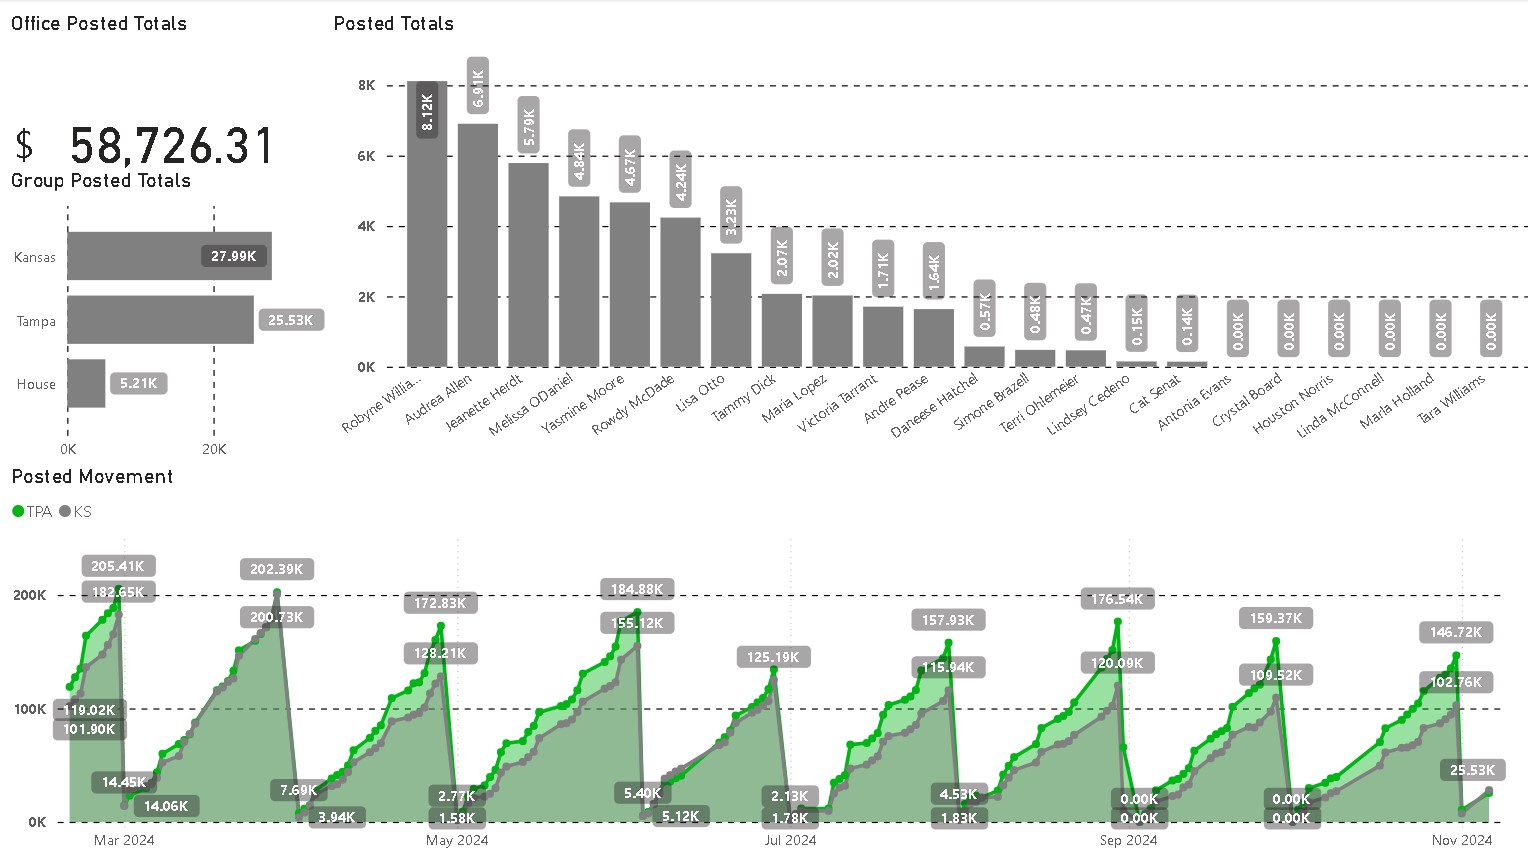 Office Posted Totals
$ 58,726.31
Group Posted Totals
Kansas 27.99K
Tampa 25.53K
House 5.21K
0K 20K
Posted Totals
8K
6K
4K
2K
0K
8.12K
6.91K
5.79K
4.84K
4.67K
4.24K
3.23K
2.07K
2.02K
1.71K
1.64K
0.57K
0.48K
0.47K
0.15K
0.14K
0.00K
0.00K
0.00K
0.00K
0.00K
0.00K
Robyne Willia...
Audrea Allen
Jeanette Herdt
Melissa ODaniel
Yasmine Moore
Rowdy McDade
Lisa Otto
Tammy Dick
Maria Lopez
Victoria Tarrant
Andre Pease
Daneese Hatchel
Simone Brazell
Terri Ohlemeier
Lindsey Cedeno
Cat Senat
Antonia Evans
Crystal Board
Houston Norris
Linda McConnell
Marla Holland
Tara Williams
Posted Movement
TPA KS
200K
100K
0K
205.41K
182.65K
119.02K
101.90K
14.45K
14.06K
202.39K
200.73K
7.69K
3.94K
172.83K
128.21K
2.77K
1.58K
184.88K
155.12K
5.40K
5.12K
125.19K
2.13K
1.78K
157.93K
115.94K
4.53K
1.83K
176.54K
120.09K
0.00K
0.00K
159.37K
109.52K
0.00K
0.00K
146.72K
102.76K
25.53K
Mar 2024 May 2024 Jul 2024 Sep 2024 Nov 2024